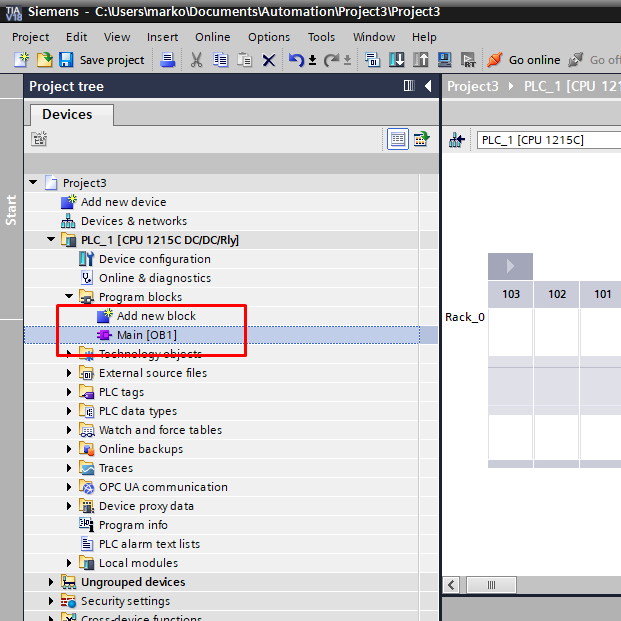 TIA V18 Siemens - C:\Users\marko\Documents\Automation\Project3\Project3
Project Edit View Insert Online Options Tools Window Help
Save project Go online Go of
Project tree
Project3 PLC_1 [CPU 121
Devices
PLC_1 [CPU 1215C]
Start
Project3
Add new device
Devices & networks
PLC_1 [CPU 1215C DC/DC/Rly]
Device configuration
Online & diagnostics
Program blocks
Add new block
Main [OB1]
Technology objects
External source files
PLC tags
PLC data types
Watch and force tables
Online backups
Traces
OPC UA communication
Device proxy data
Program info
PLC alarm text lists
Local modules
Ungrouped devices
Security settings
Cross-device functions
103 102 101
Rack_0